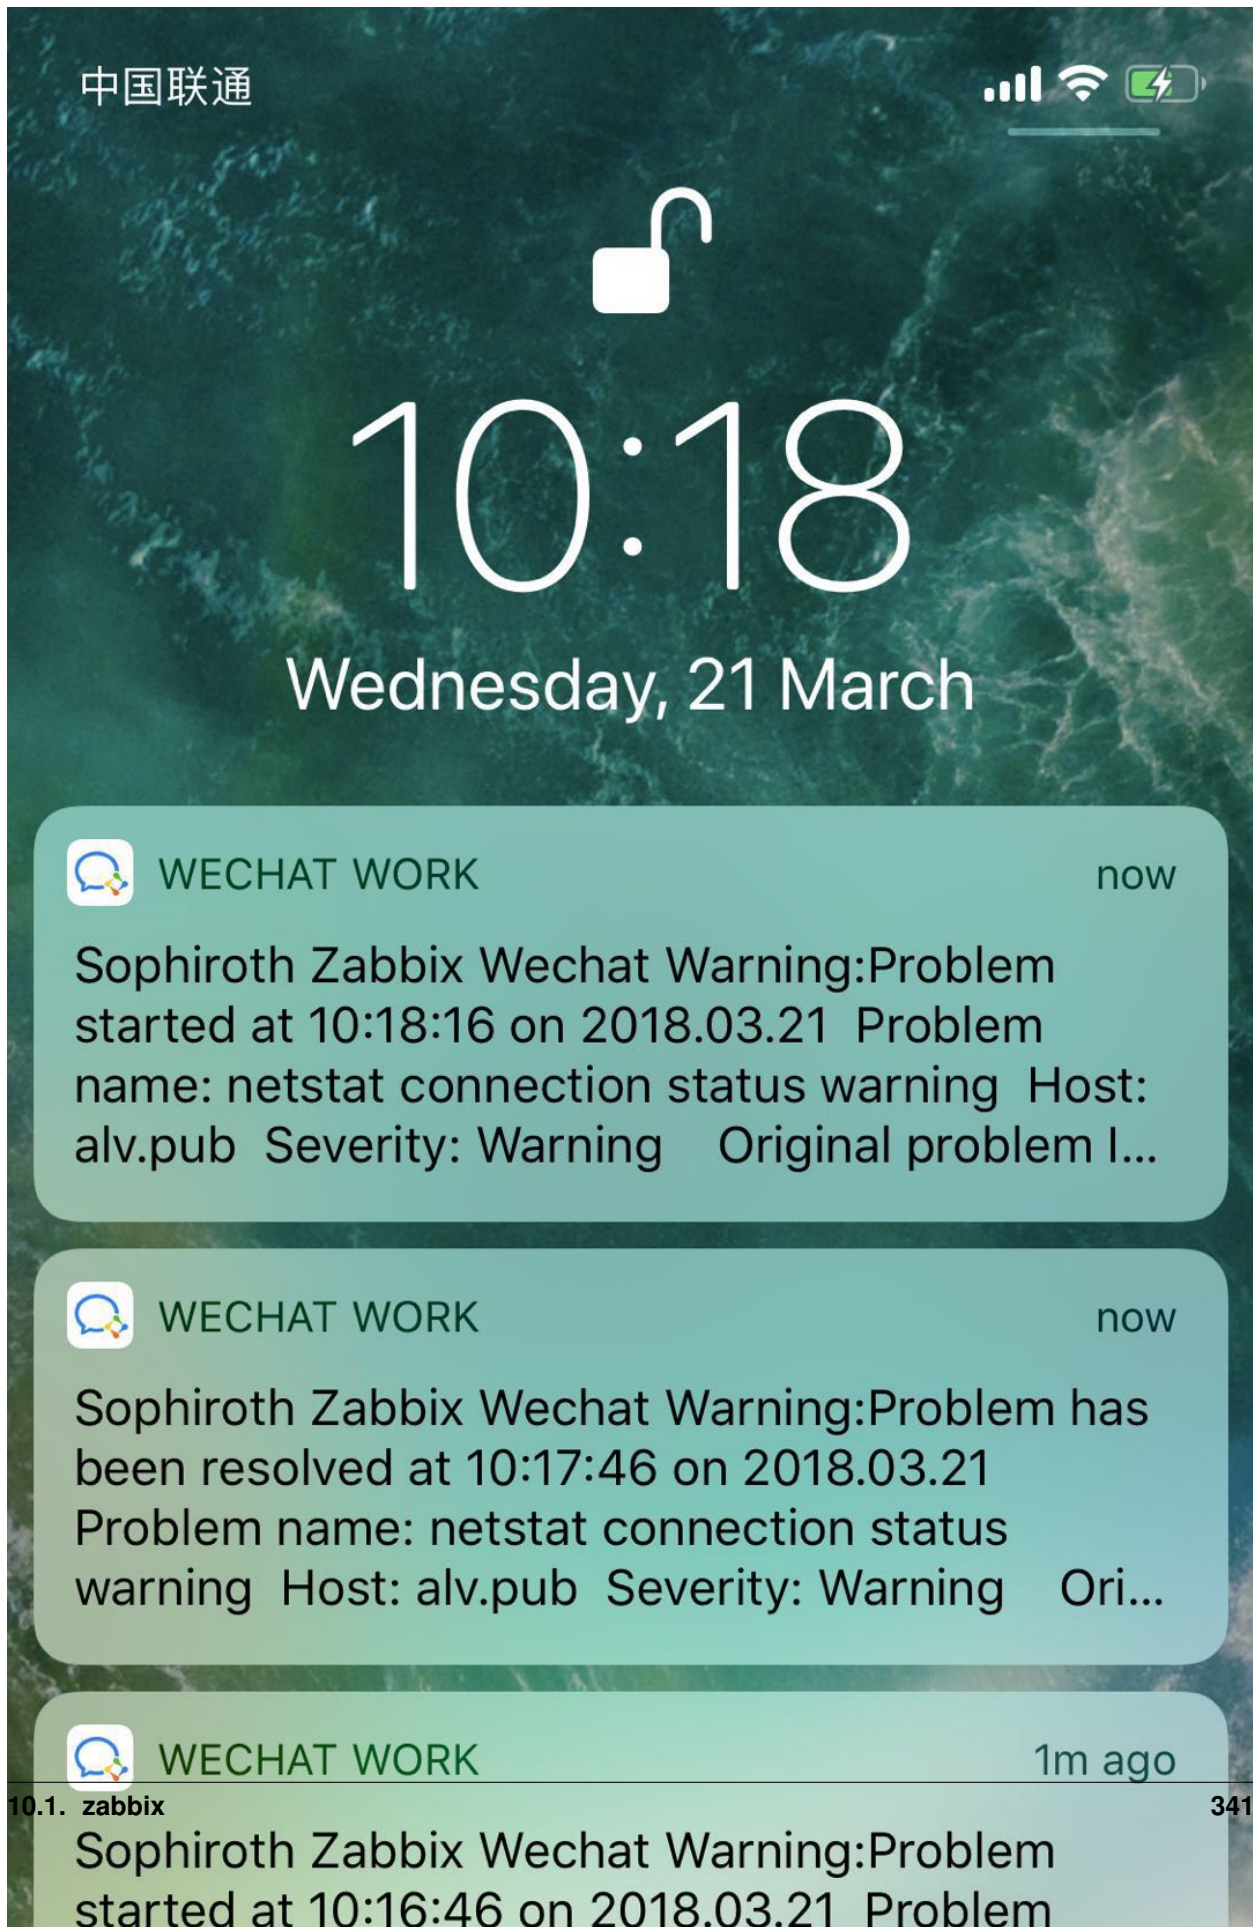 中国联通
10:18
Wednesday, 21 March
WECHAT WORK now
Sophiroth Zabbix Wechat Warning:Problem
started at 10:18:16 on 2018.03.21 Problem
name: netstat connection status warning Host:
alv.pub Severity: Warning Original problem I...
WECHAT WORK now
Sophiroth Zabbix Wechat Warning:Problem has
been resolved at 10:17:46 on 2018.03.21
Problem name: netstat connection status
warning Host: alv.pub Severity: Warning Ori...
WECHAT WORK 1m ago
10.1. zabbix 341
Sophiroth Zabbix Wechat Warning:Problem
started at 10:16:46 on 2018.03.21 Problem